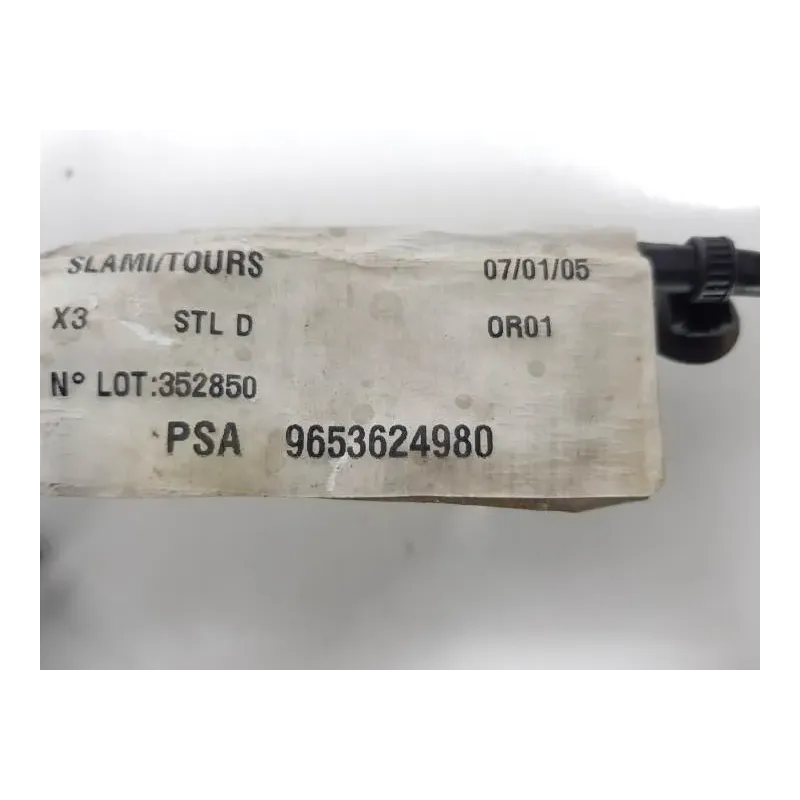 SLAMI/TOURS 07/01/05
X3 STL D OR01
N° LOT:352850
PSA 9653624980